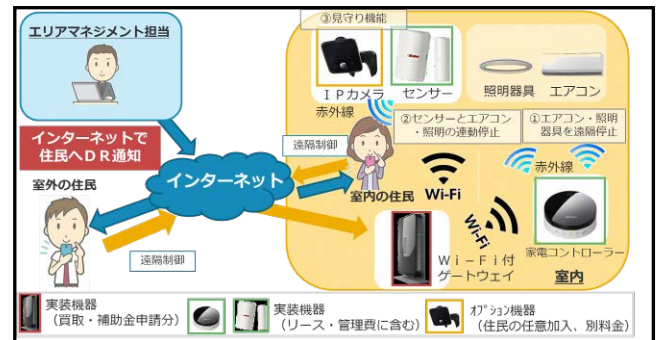 エリアマネジメント担当
インターネットで
住民へDR通知
室外の住民
遠隔制御
インターネット
遠隔制御
③見守り機能
IPカメラ
センサー
赤外線
照明器具
エアコン
②センサーとエアコン
・照明の連動停止
①エアコン・照明
器具を遠隔停止
室内の住民
Wi-Fi
赤外線
Wi-Fi
Wi-Fi付
ゲートウェイ
家電コントローラー
室内
実装機器
(買取・補助金申請分)
実装機器
(リース・管理費に含む)
オプション機器
(住民の任意加入、別料金)